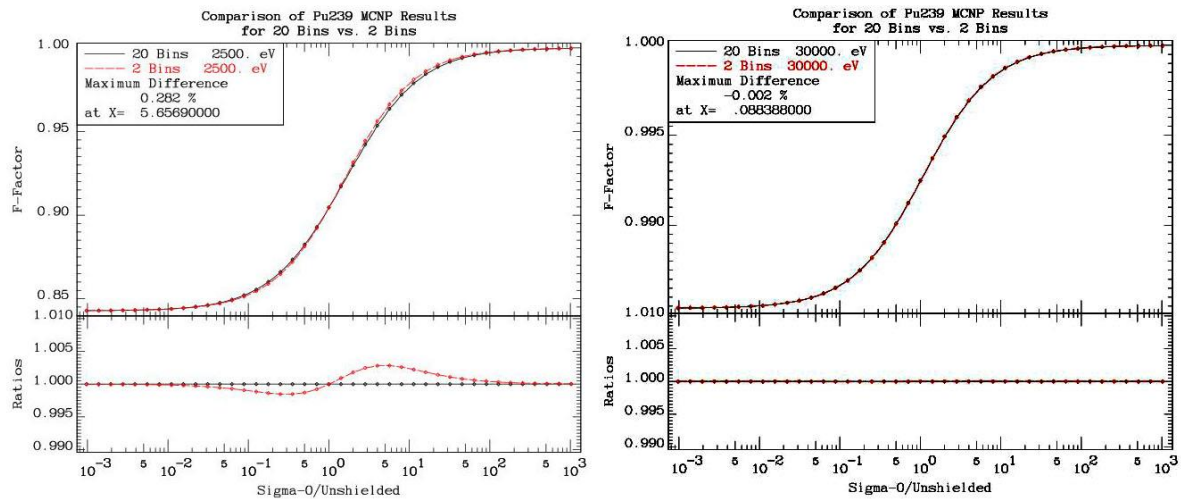 Comparison of Pu239 MCNP Results
for 20 Bins vs. 2 Bins
20 Bins 2500. eV
2 Bins 2500. eV
Maximum Difference
0.282 %
at X= 5.65690000
F-Factor
1.00
0.95
0.90
0.85
Ratios
1.010
1.005
1.000
0.995
0.990
10-3 5 10-2 5 10-1 5 100 5 101 5 102 5 103
Sigma-0/Unshielded
Comparison of Pu239 MCNP Results
for 20 Bins vs. 2 Bins
20 Bins 30000. eV
2 Bins 30000. eV
Maximum Difference
-0.002 %
at X= .088388000
F-Factor
1.000
0.995
0.990
Ratios
1.010
1.005
1.000
0.995
0.990
10-3 5 10-2 5 10-1 5 100 5 101 5 102 5 103
Sigma-0/Unshielded